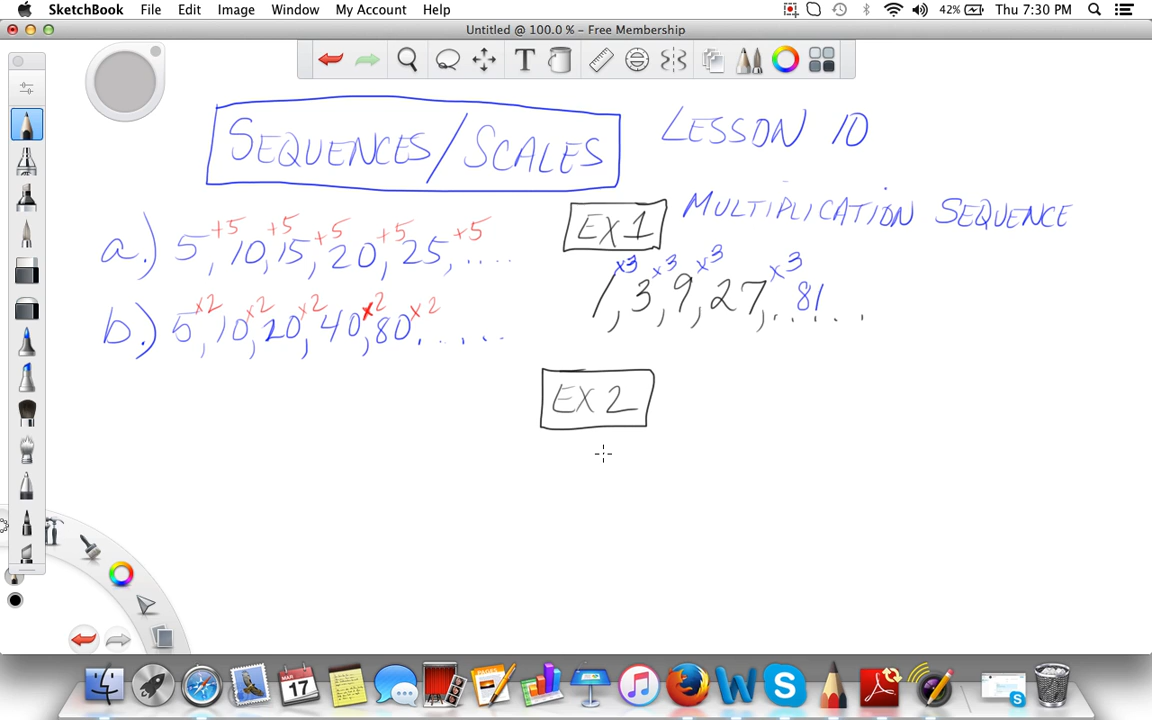 SketchBook File Edit Image Window My Account Help 42% Thu 7:30 PM
Untitled @ 100.0 % - Free Membership
T
SEQUENCES/SCALES
LESSON 10
a.) 5, 10, 15, 20, 25, ....
+5 +5 +5 +5 +5
b.) 5, 10, 20, 40, 80, ....
x2 x2 x2 x2 x2
EX 1
MULTIPLICATION SEQUENCE
x3 x3 x3 x3
1, 3, 9, 27, 81 .....
EX 2
MAR
17
PAGES
W
S